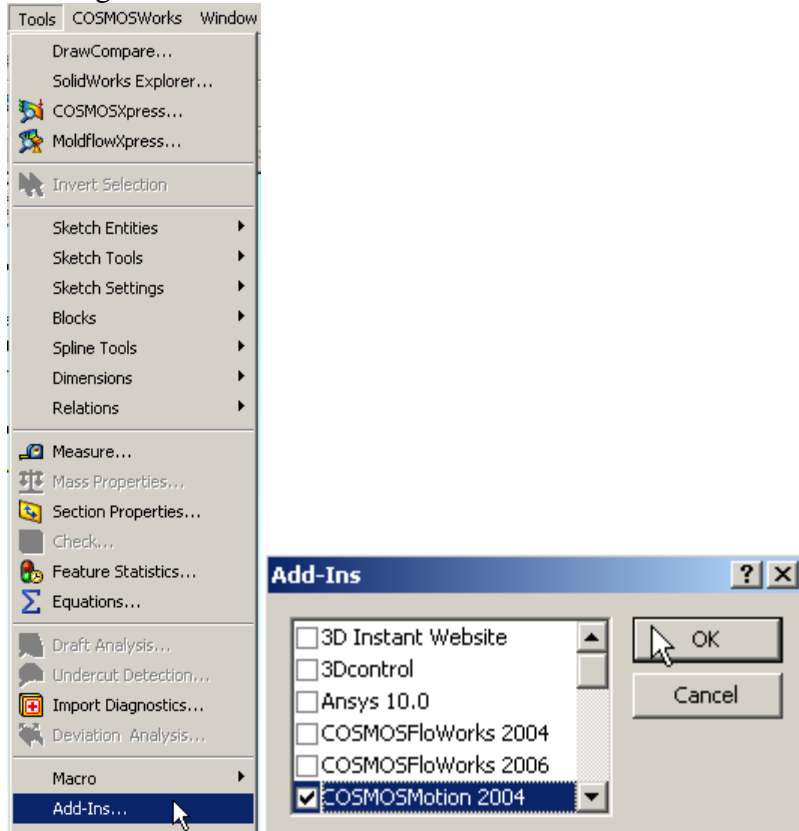 Tools COSMOSWorks Window
DrawCompare...
SolidWorks Explorer...
COSMOSXpress...
MoldflowXpress...
Invert Selection
Sketch Entities
Sketch Tools
Sketch Settings
Blocks
Spline Tools
Dimensions
Relations
Measure...
Mass Properties...
Section Properties...
Check...
Feature Statistics...
Equations...
Draft Analysis...
Undercut Detection...
Import Diagnostics...
Deviation Analysis...
Macro
Add-Ins...
Add-Ins
3D Instant Website
3Dcontrol
Ansys 10.0
COSMOSFloWorks 2004
COSMOSFloWorks 2006
COSMOSMotion 2004
OK
Cancel